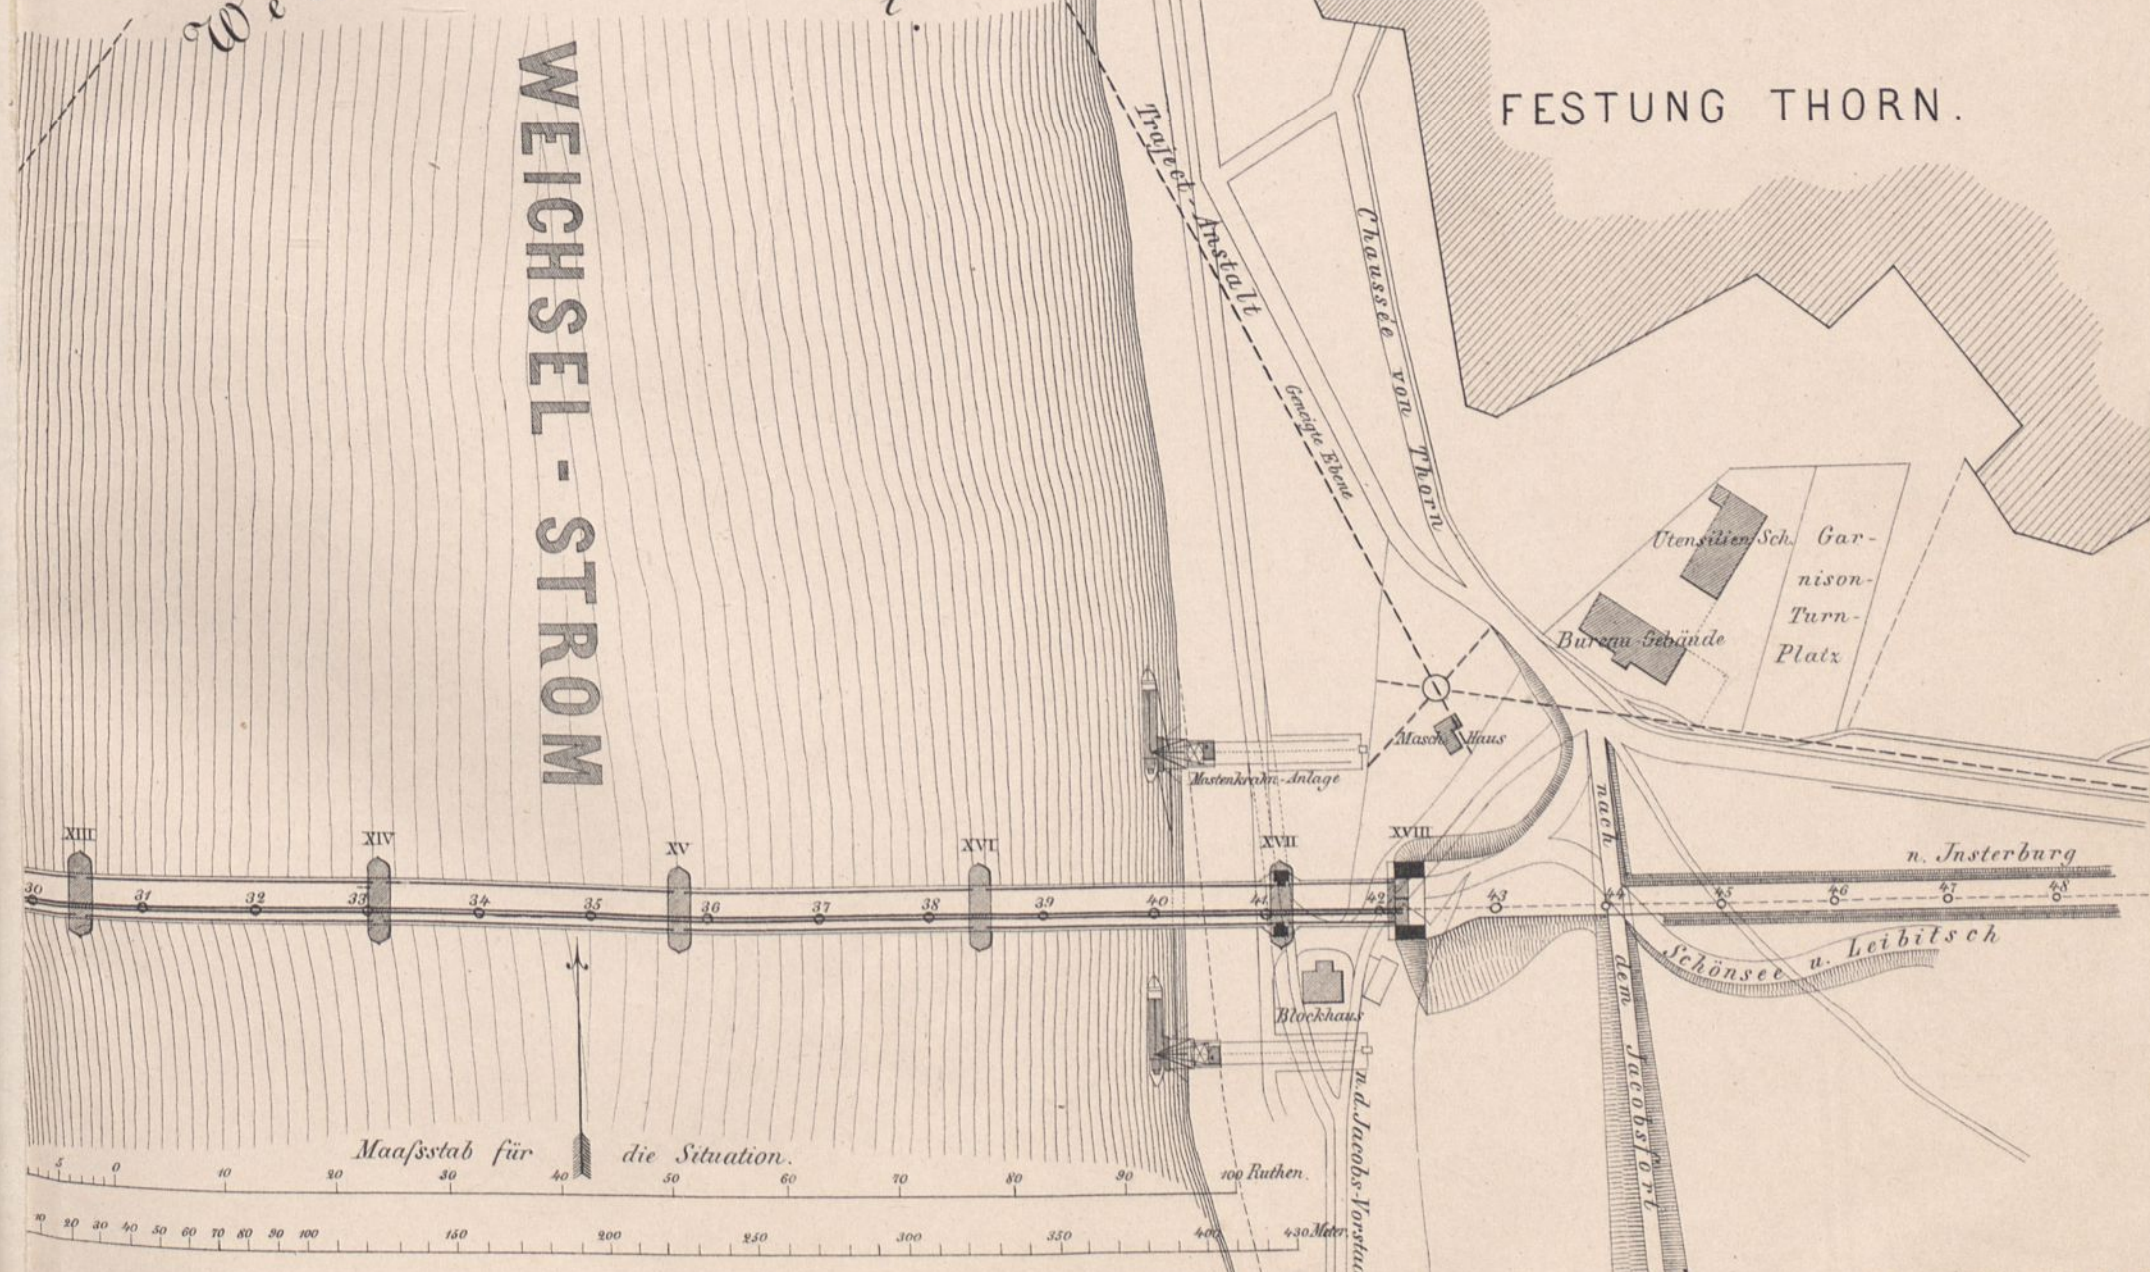 We
WEICHSEL - STROM
FESTUNG THORN.
Traject-Anstalt
Chaussée von Thorn
Geneigte Ebene
Utensilien Sch.
Gar-
nison-
Turn-
Platz
Bureau-Gebäude
Masch. Haus
Mastenkrahn-Anlage
nach dem Jacobsfort
XIII XIV XV XVI XVII XVIII
n. Insterburg
30 31 32 33 34 35 36 37 38 39 40 41 42 43 44 45 46 47 48
Schönsee u. Leibitsch
Blockhaus
n.d. Jacobs-Vorstad
Maaſsstab für die Situation.
5 0 10 20 30 40 50 60 70 80 90 100 Ruthen.
10 20 30 40 50 60 70 80 90 100 150 200 250 300 350 400 430 Meter.